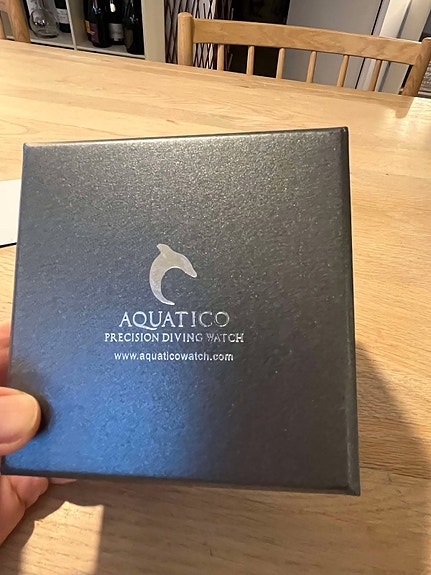 AQUATICO
PRECISION DIVING WATCH
www.aquaticowatch.com